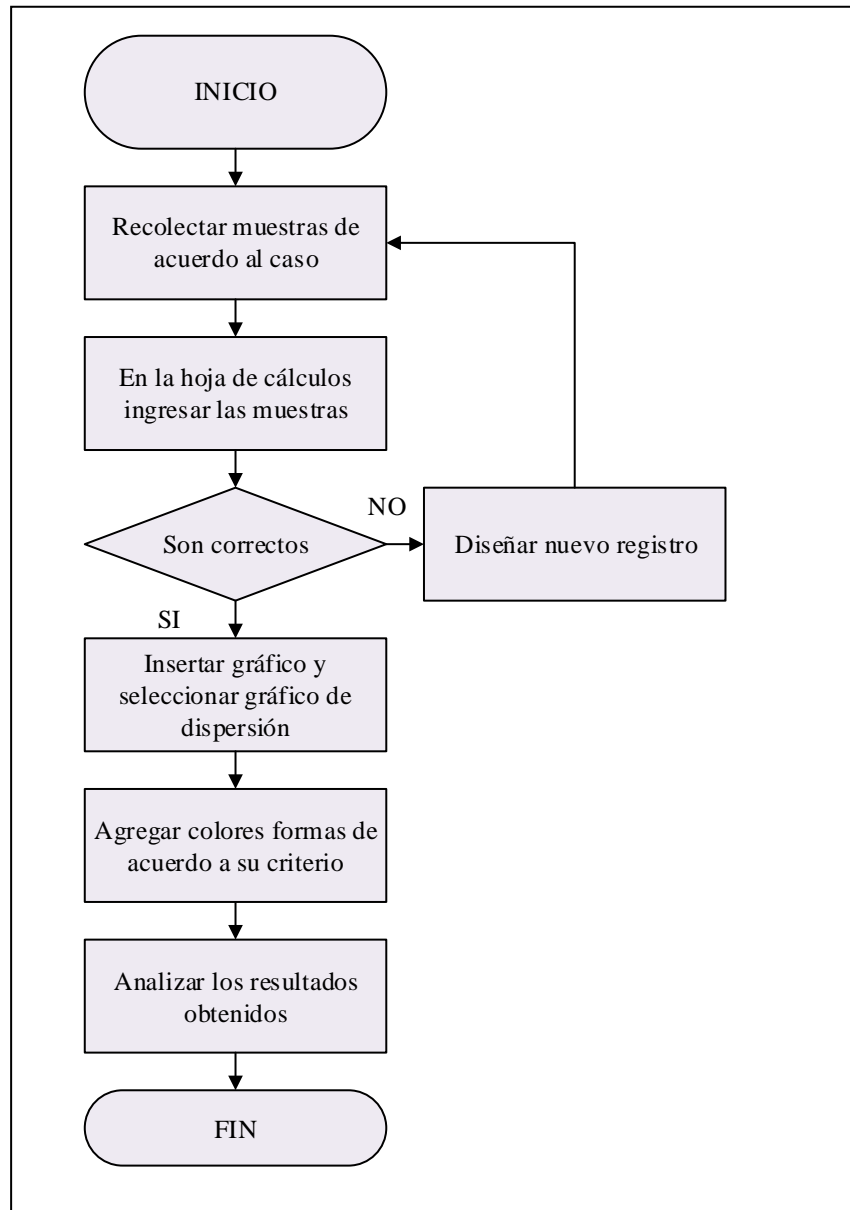 INICIO
Recolectar muestras de
acuerdo al caso
En la hoja de cálculos
ingresar las muestras
NO
Son correctos
Diseñar nuevo registro
SI
Insertar gráfico y
seleccionar gráfico de
dispersión
Agregar colores formas de
acuerdo a su criterio
Analizar los resultados
obtenidos
FIN